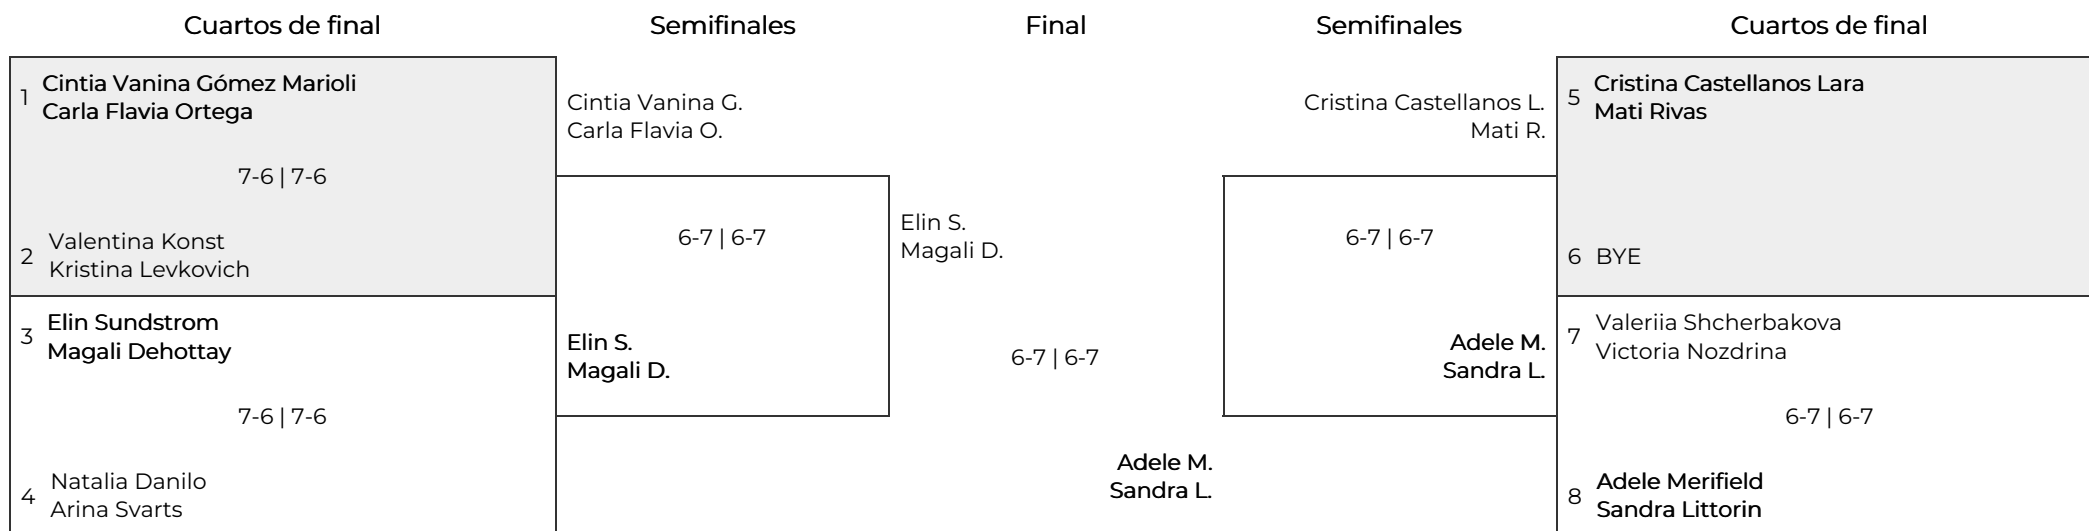 Cuartos de final
Semifinales
Final
Semifinales
Cuartos de final
1
Cintia Vanina Gómez Marioli
Carla Flavia Ortega
7-6 | 7-6
2
Valentina Konst
Kristina Levkovich
3
Elin Sundstrom
Magali Dehottay
7-6 | 7-6
4
Natalia Danilo
Arina Svarts
Cintia Vanina G.
Carla Flavia O.
6-7 | 6-7
Elin S.
Magali D.
Elin S.
Magali D.
6-7 | 6-7
Adele M.
Sandra L.
Cristina Castellanos L.
Mati R.
6-7 | 6-7
Adele M.
Sandra L.
5
Cristina Castellanos Lara
Mati Rivas
6 BYE
7
Valeriia Shcherbakova
Victoria Nozdrina
6-7 | 6-7
8
Adele Merifield
Sandra Littorin